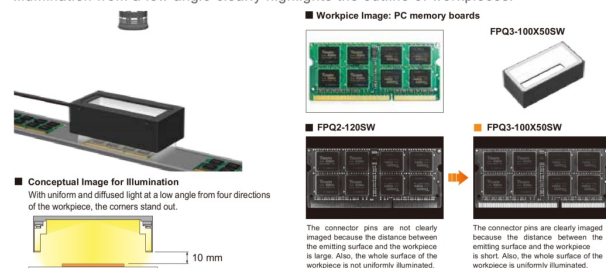 illumination from a low angle clearly highlights the outline of workpieces.
■ Workpice Image: PC memory boards
FPQ3-100X50SW
■ FPQ2-120SW
■ FPQ3-100X50SW
■ Conceptual Image for Illumination
With uniform and diffused light at a low angle from four directions
of the workpiece, the corners stand out.
10 mm
The connector pins are not clearly
imaged because the distance between
the emitting surface and the workpiece
is large. Also, the whole surface of the
workpiece is not uniformly illuminated.
The connector pins are clearly imaged
because the distance between the
emitting surface and the workpiece
is short. Also, the whole surface of the
workpiece is uniformly illuminated.